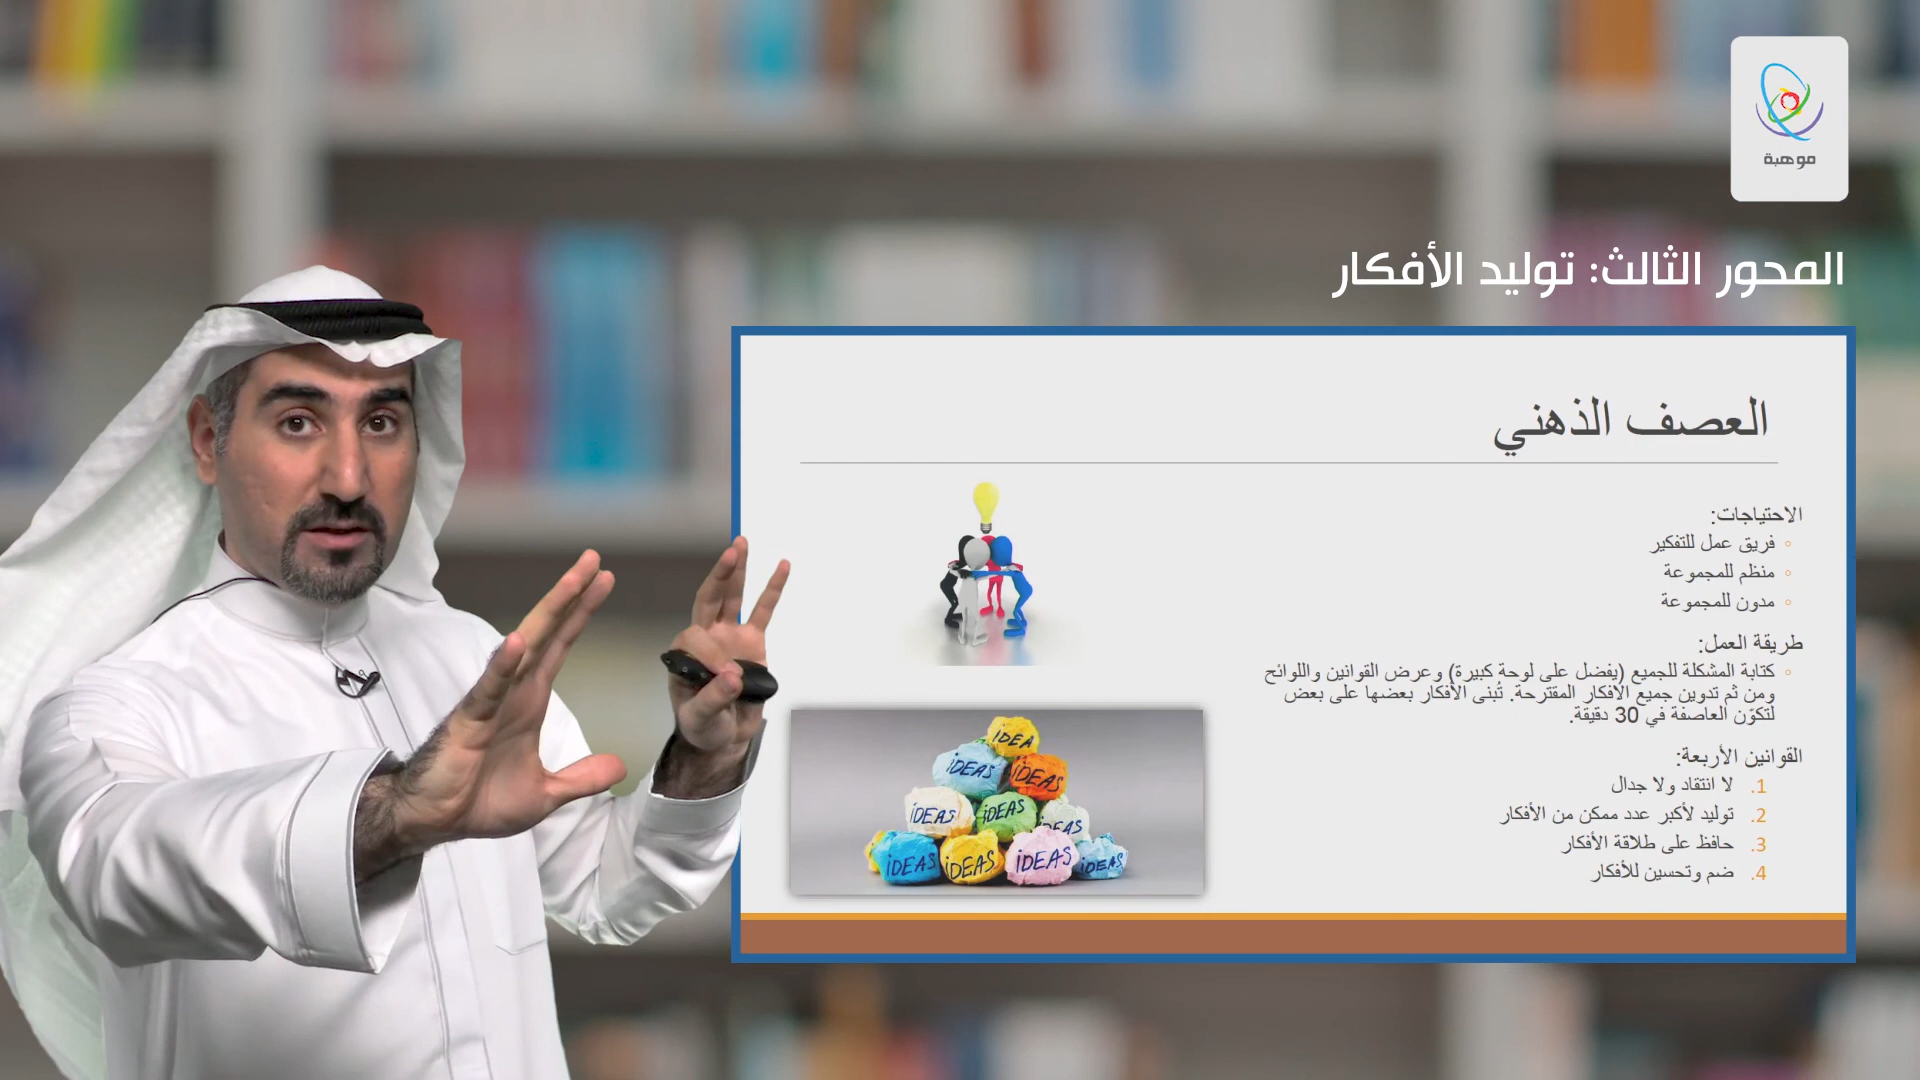 موهبة
المحور الثالث: توليد الأفكار
العصف الذهني
الاحتياجات:
◦ فريق عمل للتفكير
◦ منظم للمجموعة
◦ مدون للمجموعة
طريقة العمل:
◦ كتابة المشكلة للجميع (يفضل على لوحة كبيرة) وعرض القوانين واللوائح
ومن ثم تدوين جميع الأفكار المقترحة. تُبنى الأفكار بعضها على بعض
لتكوّن العاصفة في 30 دقيقة.
القوانين الأربعة:
1. لا انتقاد ولا جدال
2. توليد لأكبر عدد ممكن من الأفكار
3. حافظ على طلاقة الأفكار
4. ضم وتحسين للأفكار
iDEA
iDEAS iDEAS
iDEAS iDEAS iDEAS
iDEAS iDEAS iDEAS iDEAS